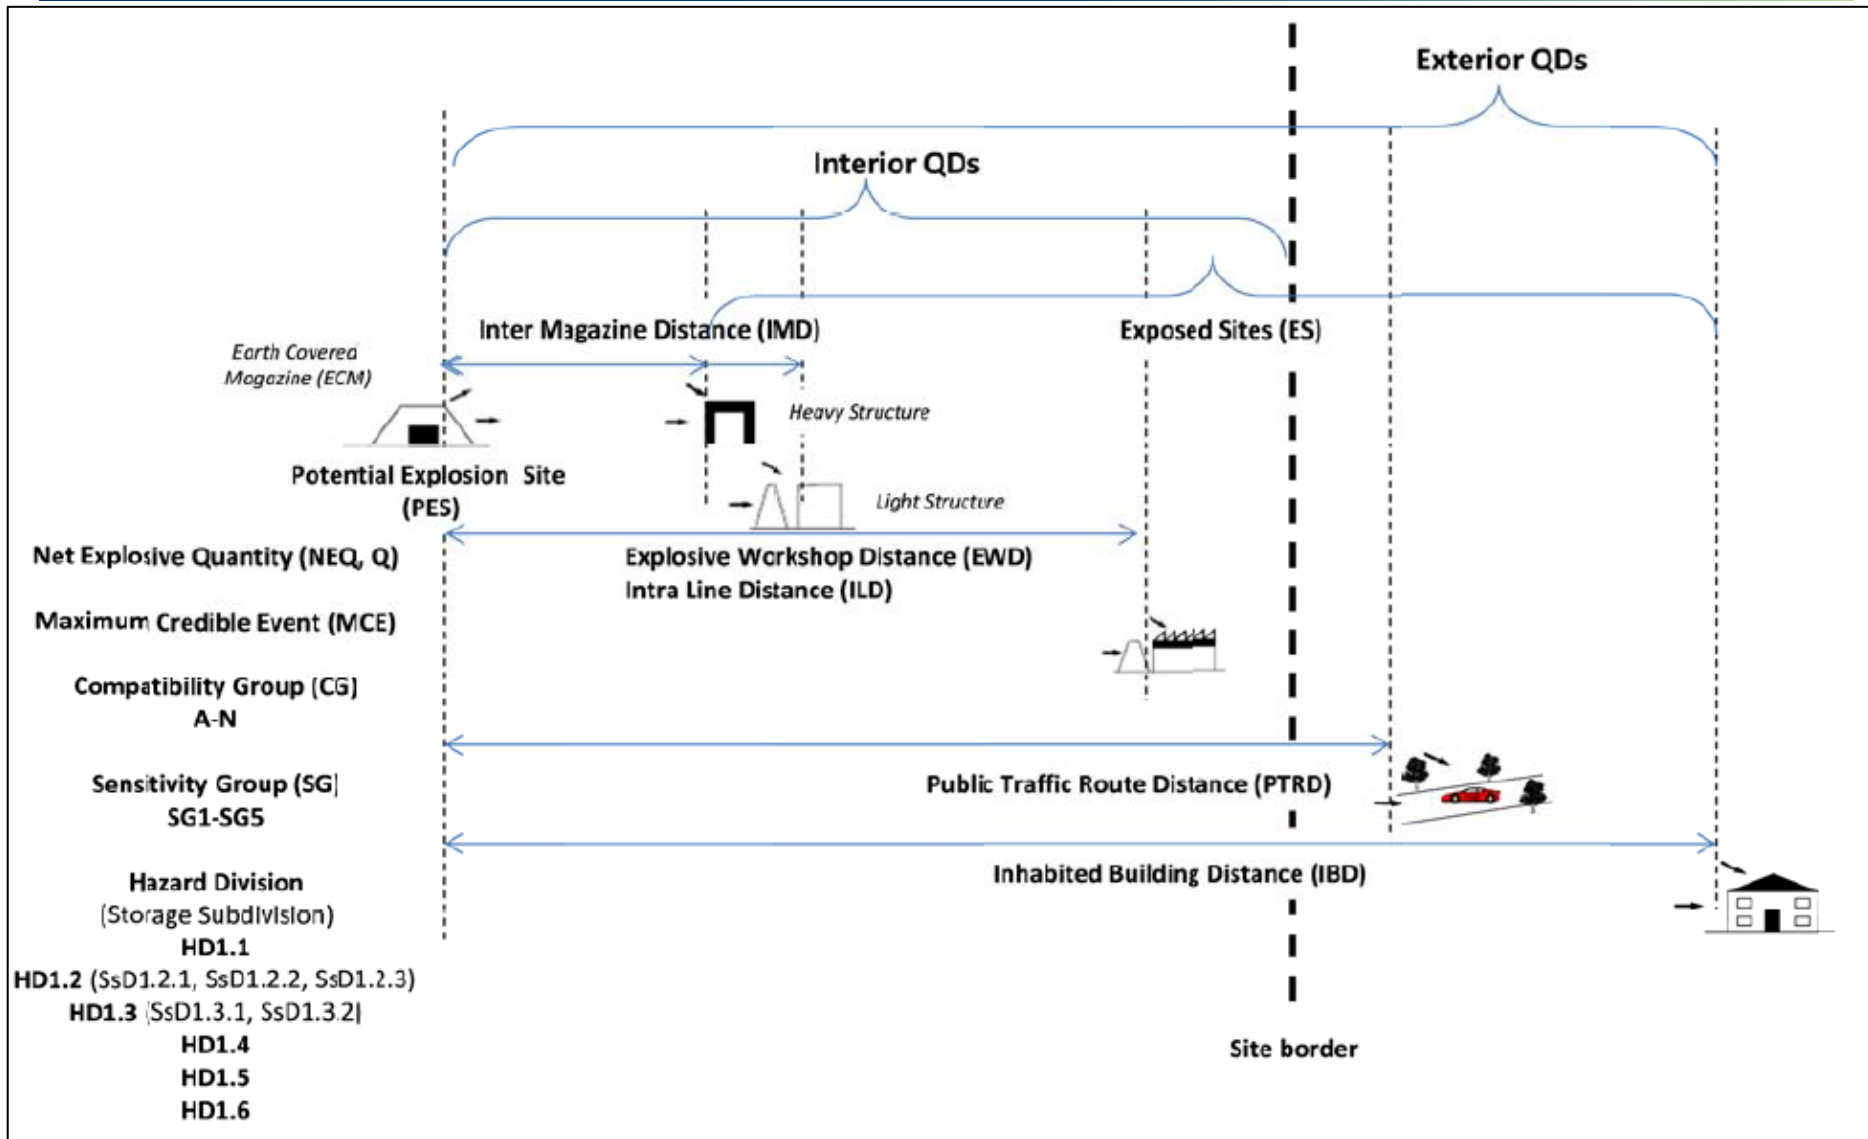 Exterior QDs
Interior QDs
Inter Magazine Distance (IMD)
Exposed Sites (ES)
Earth Covered
Magazine (ECM)
Heavy Structure
Potential Explosion Site
(PES)
Light Structure
Net Explosive Quantity (NEQ, Q)
Explosive Workshop Distance (EWD)
Intra Line Distance (ILD)
Maximum Credible Event (MCE)
Compatibility Group (CG)
A-N
Sensitivity Group (SG)
SG1-SG5
Public Traffic Route Distance (PTRD)
Inhabited Building Distance (IBD)
Hazard Division
(Storage Subdivision)
HD1.1
HD1.2 (SsD1.2.1, SsD1.2.2, SsD1.2.3)
HD1.3 (SsD1.3.1, SsD1.3.2)
HD1.4
HD1.5
HD1.6
Site border